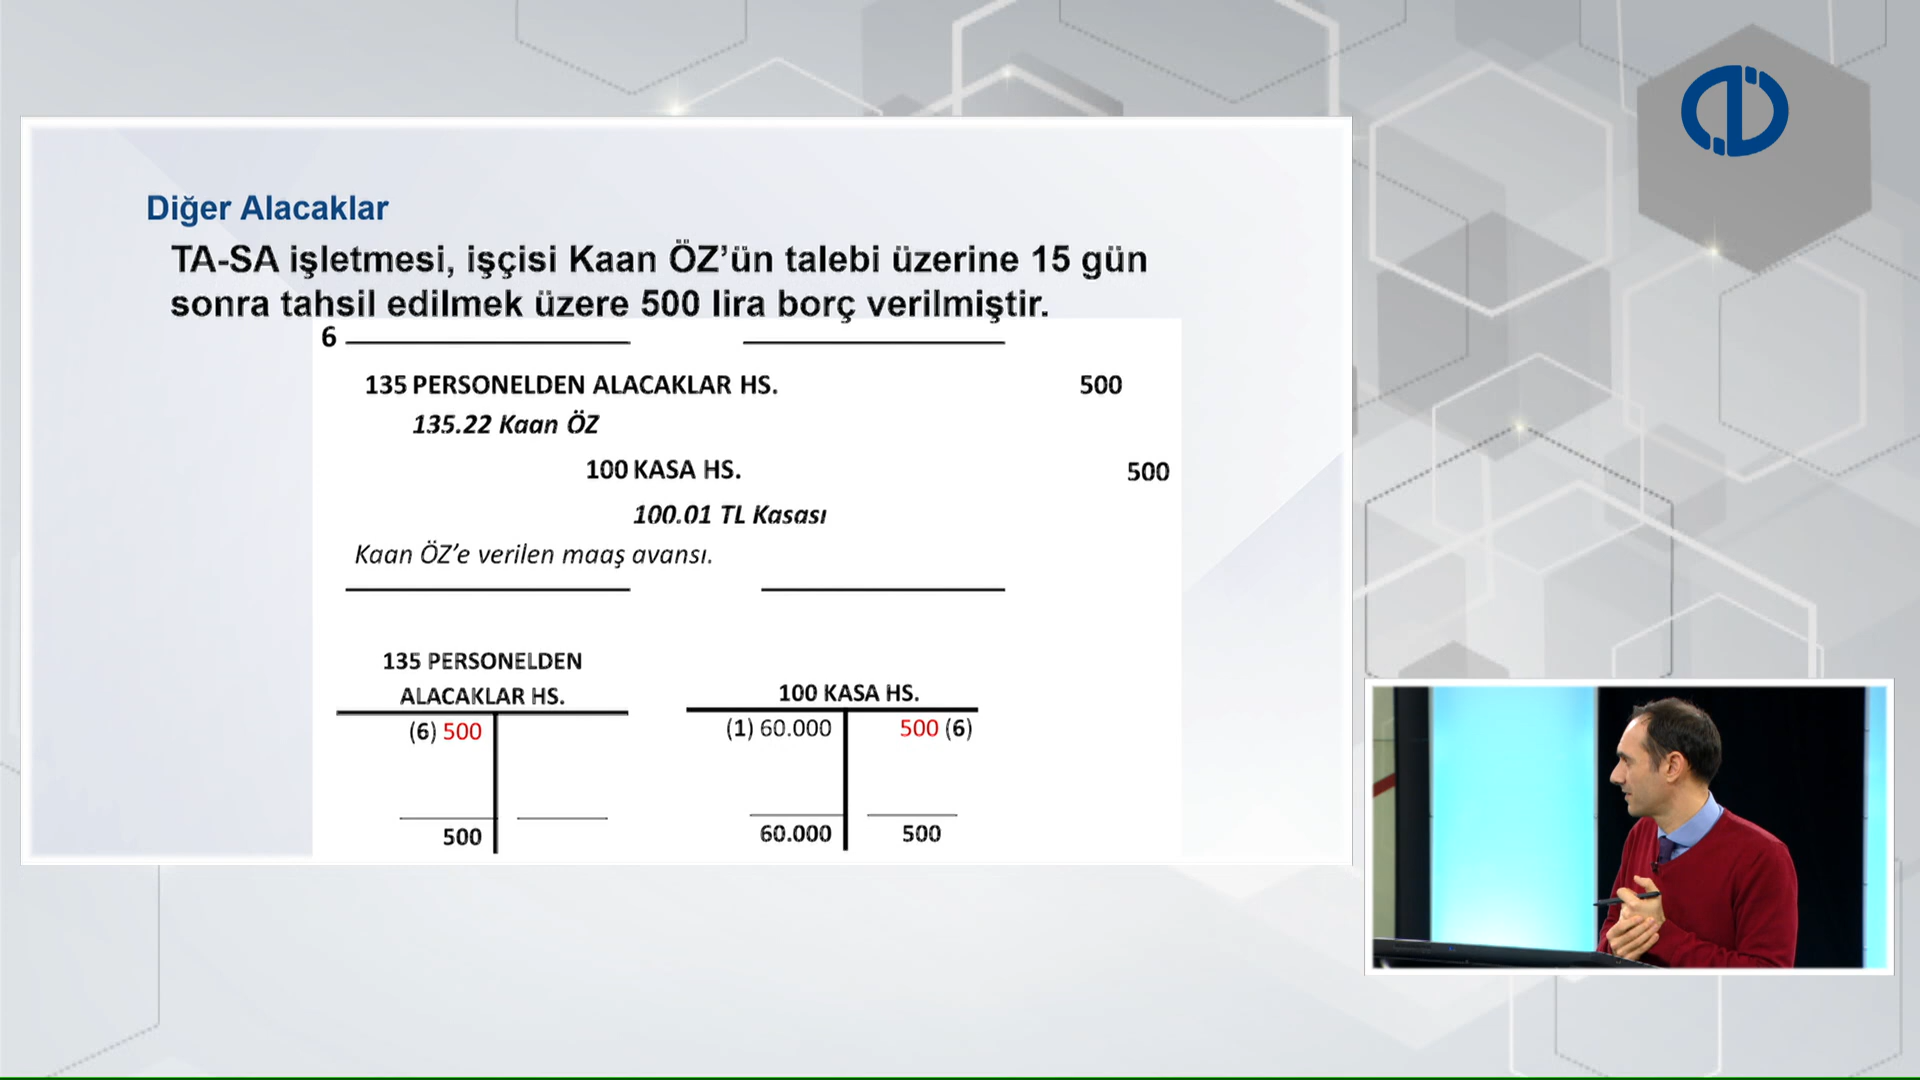 Diğer Alacaklar
TA-SA işletmesi, işçisi Kaan ÖZ’ün talebi üzerine 15 gün
sonra tahsil edilmek üzere 500 lira borç verilmiştir.
6
135 PERSONELDEN ALACAKLAR HS. 500
135.22 Kaan ÖZ
100 KASA HS. 500
100.01 TL Kasası
Kaan ÖZ’e verilen maaş avansı.
135 PERSONELDEN
ALACAKLAR HS.
(6) 500
500
100 KASA HS.
(1) 60.000 500 (6)
60.000 500